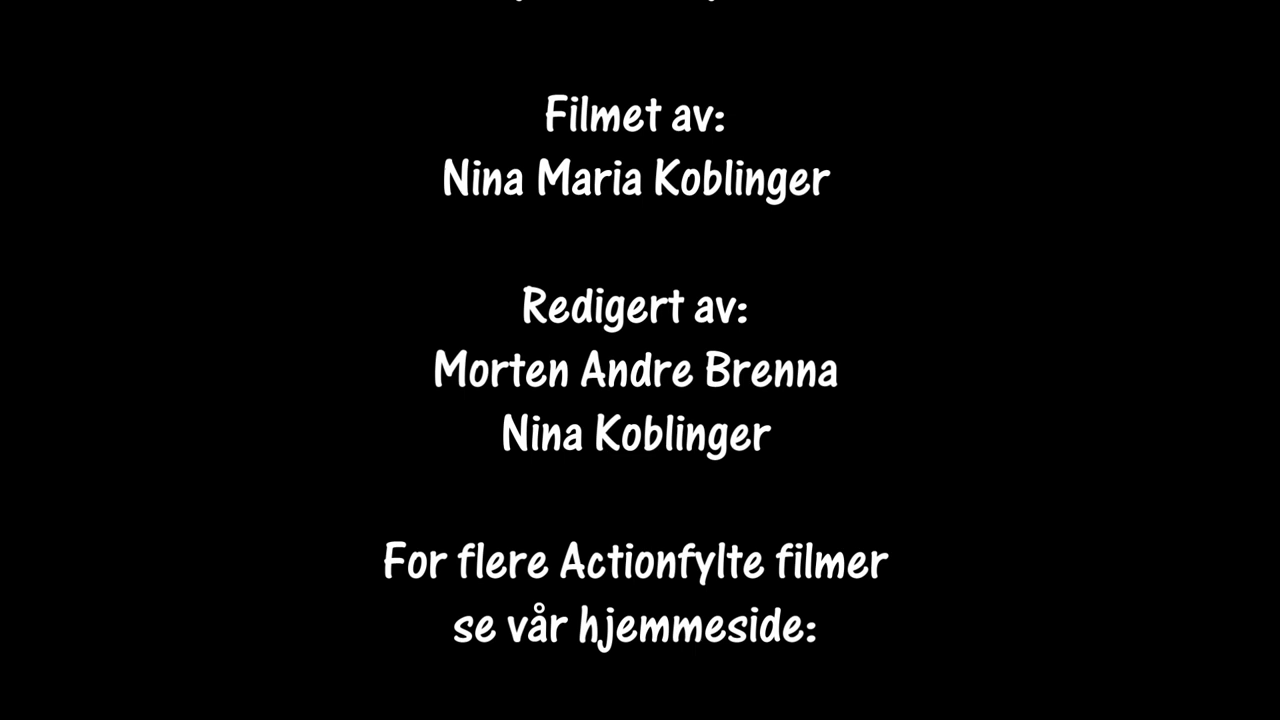 Filmet av:
Nina Maria Koblinger
Redigert av:
Morten Andre Brenna
Nina Koblinger
For flere Actionfylte filmer
se vår hjemmeside: